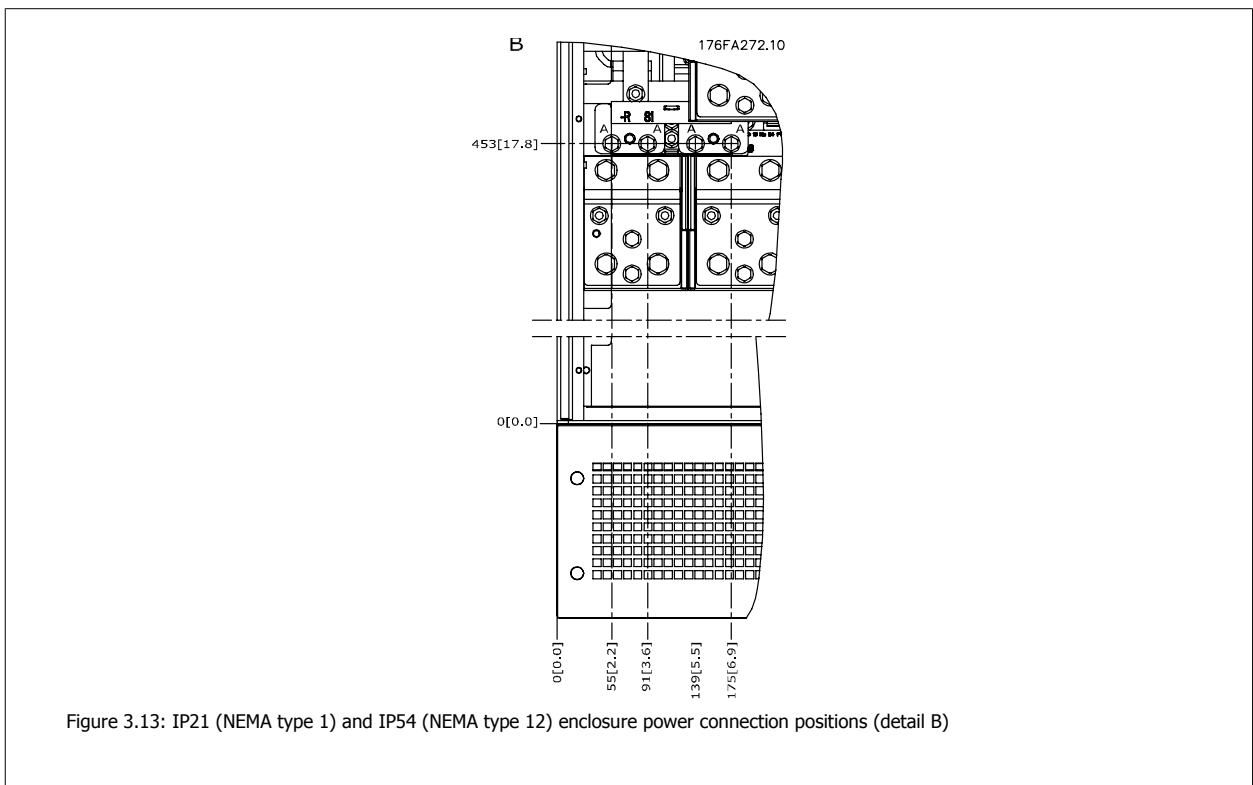 B 176FA272.10
-R 81
A A A A
453[17.8]
0[0.0]
0[0.0] 55[2.2] 91[3.6] 139[5.5] 175[6.9]
Figure 3.13: IP21 (NEMA type 1) and IP54 (NEMA type 12) enclosure power connection positions (detail B)